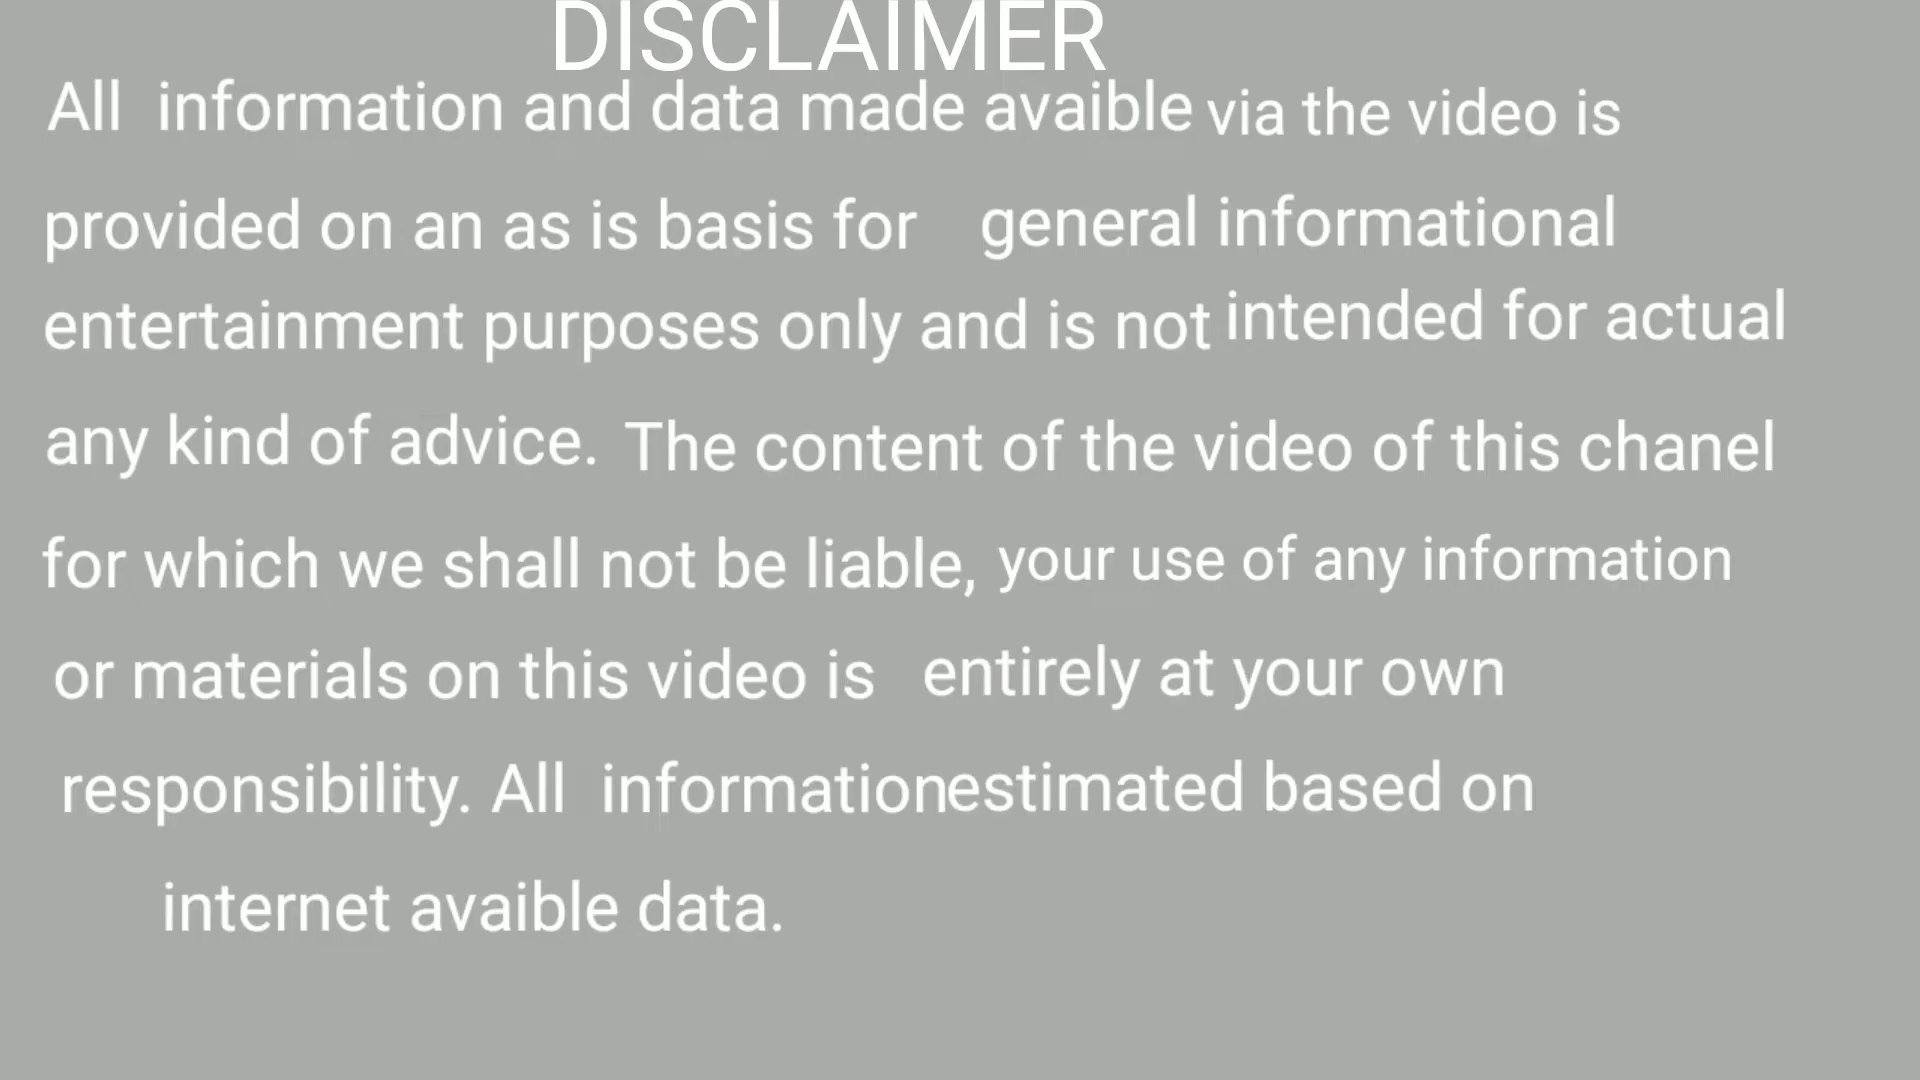 DISCLAIMER
All information and data made avaible via the video is
provided on an as is basis for general informational
entertainment purposes only and is not intended for actual
any kind of advice. The content of the video of this chanel
for which we shall not be liable, your use of any information
or materials on this video is entirely at your own
responsibility. All informationestimated based on
internet avaible data.